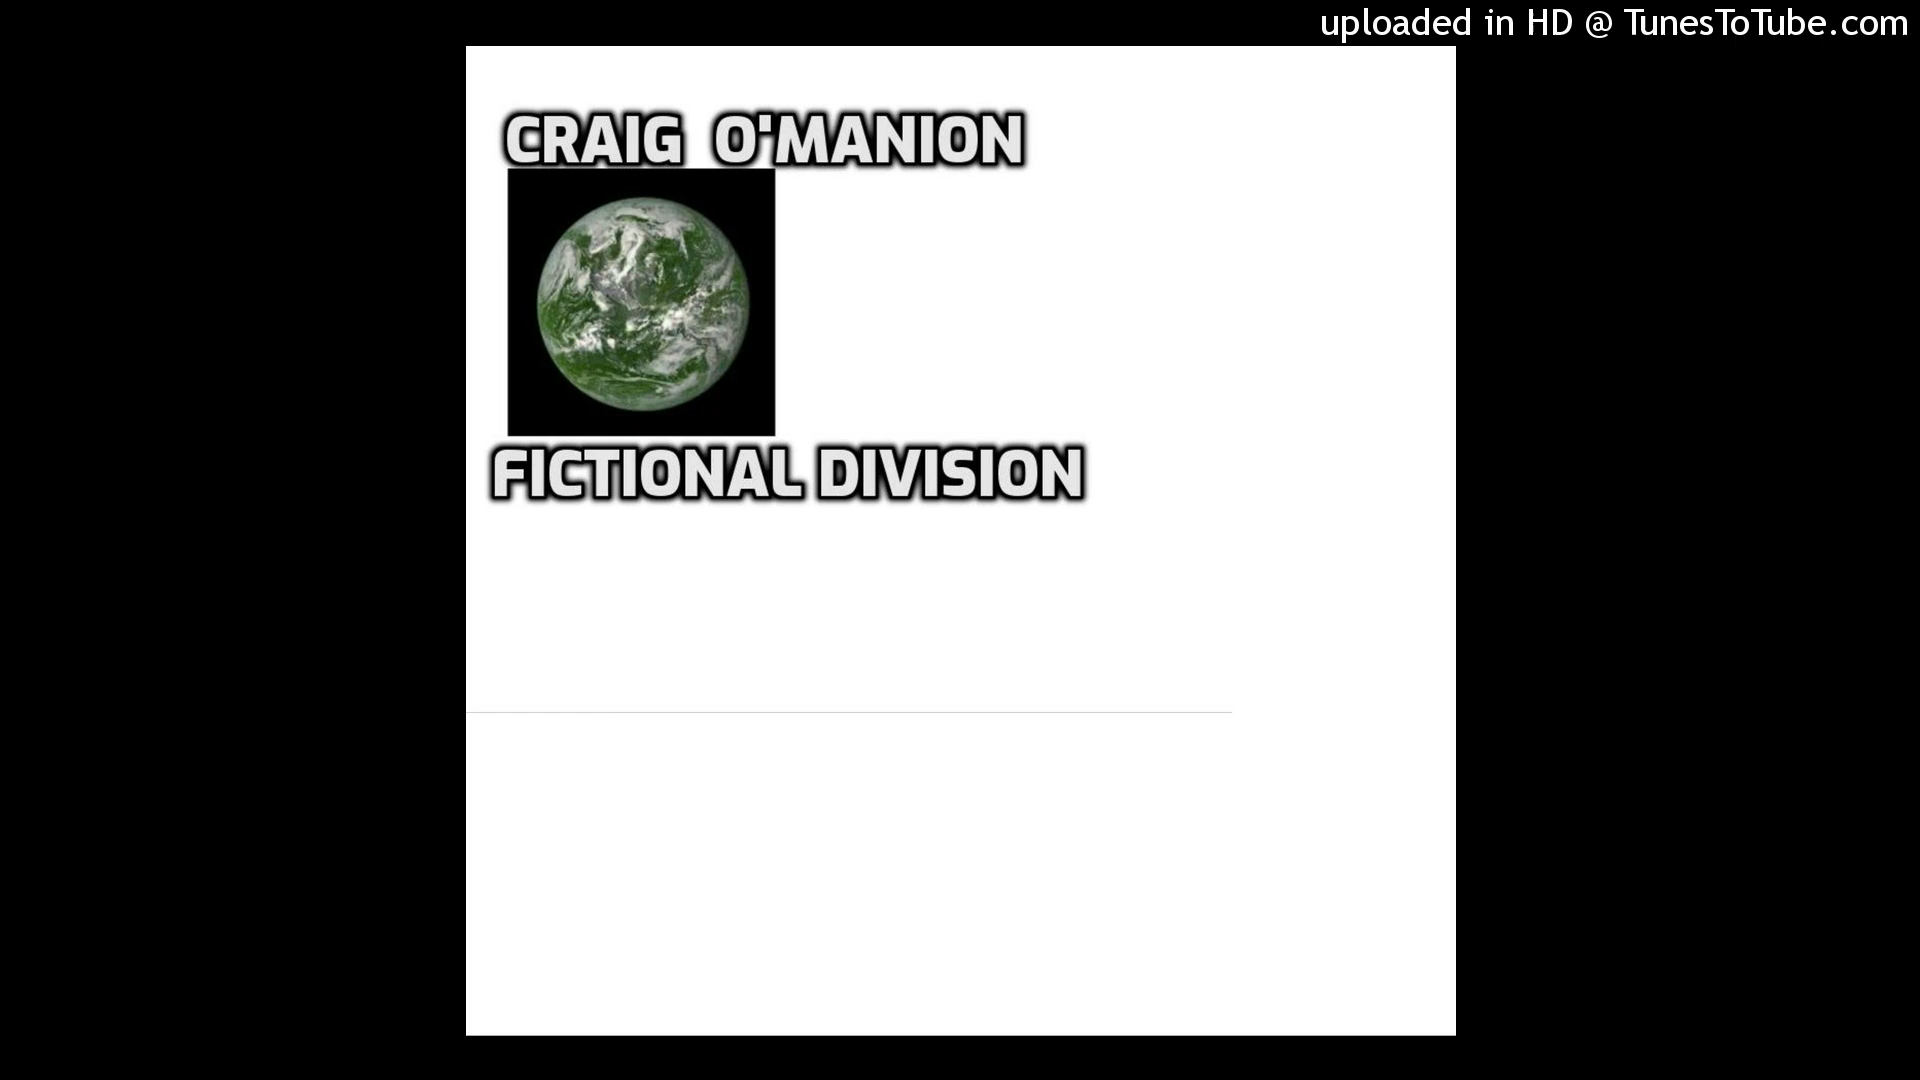 uploaded in HD @ TunesToTube.com
CRAIG O'MANION
FICTIONAL DIVISION